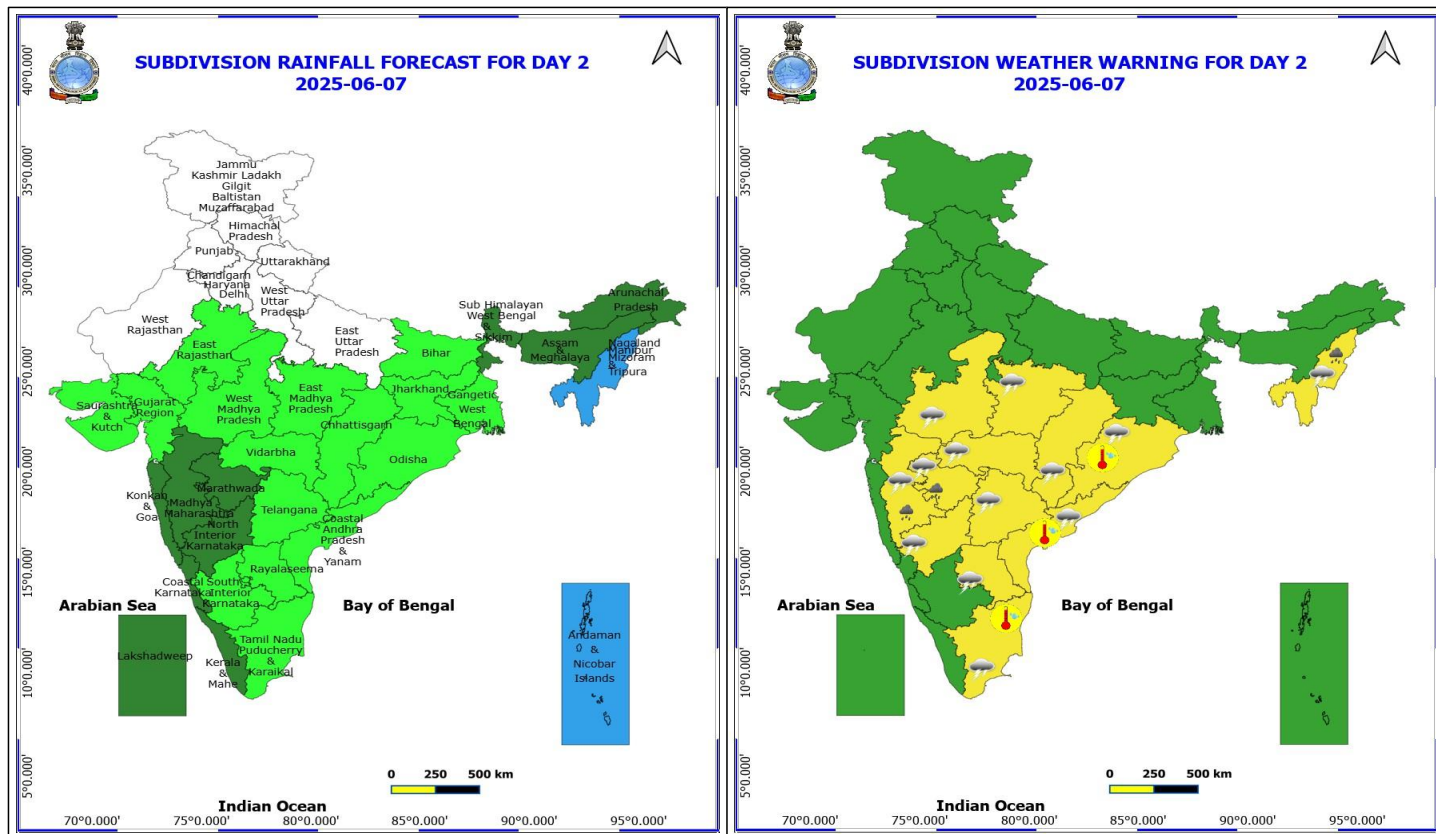 SUBDIVISION RAINFALL FORECAST FOR DAY 2
2025-06-07
40°0.000'
35°0.000'
30°0.000'
25°0.000'
20°0.000'
15°0.000'
10°0.000'
5°0.000'
Jammu
Kashmir Ladakh
Gilgit
Baltistan
Muzaffarabad
Himachal
Pradesh
Punjab
Uttarakhand
Chandigarh
Haryana
Delhi
West
Uttar
Pradesh
West
Rajasthan
East
Uttar
Pradesh
East
Rajasthan
Sub Himalayan
West Bengal
&
Sikkim
Arunachal
Pradesh
Assam
&
Meghalaya
Nagaland
Manipur
Mizoram
&
Tripura
Bihar
Jharkhand
Gangetic
West
Bengal
Saurashtra
&
Kutch
Gujarat
Region
West
Madhya
Pradesh
East
Madhya
Pradesh
Chhattisgarh
Vidarbha
Odisha
Konkan
&
Goa
Marathwada
Madhya
Maharashtra
North
Interior
Karnataka
Telangana
Coastal
Andhra
Pradesh
&
Yanam
Rayalaseema
Coastal
Karnataka
South
Interior
Karnataka
Arabian Sea
Bay of Bengal
Lakshadweep
Kerala
&
Mahe
Tamil Nadu
Puducherry
&
Karaikal
Andaman
&
Nicobar
Islands
0 250 500 km
Indian Ocean
70°0.000' 75°0.000' 80°0.000' 85°0.000' 90°0.000' 95°0.000'
SUBDIVISION WEATHER WARNING FOR DAY 2
2025-06-07
40°0.000'
35°0.000'
30°0.000'
25°0.000'
20°0.000'
15°0.000'
10°0.000'
5°0.000'
Arabian Sea
Bay of Bengal
0 250 500 km
Indian Ocean
70°0.000' 75°0.000' 80°0.000' 85°0.000' 90°0.000' 95°0.000'